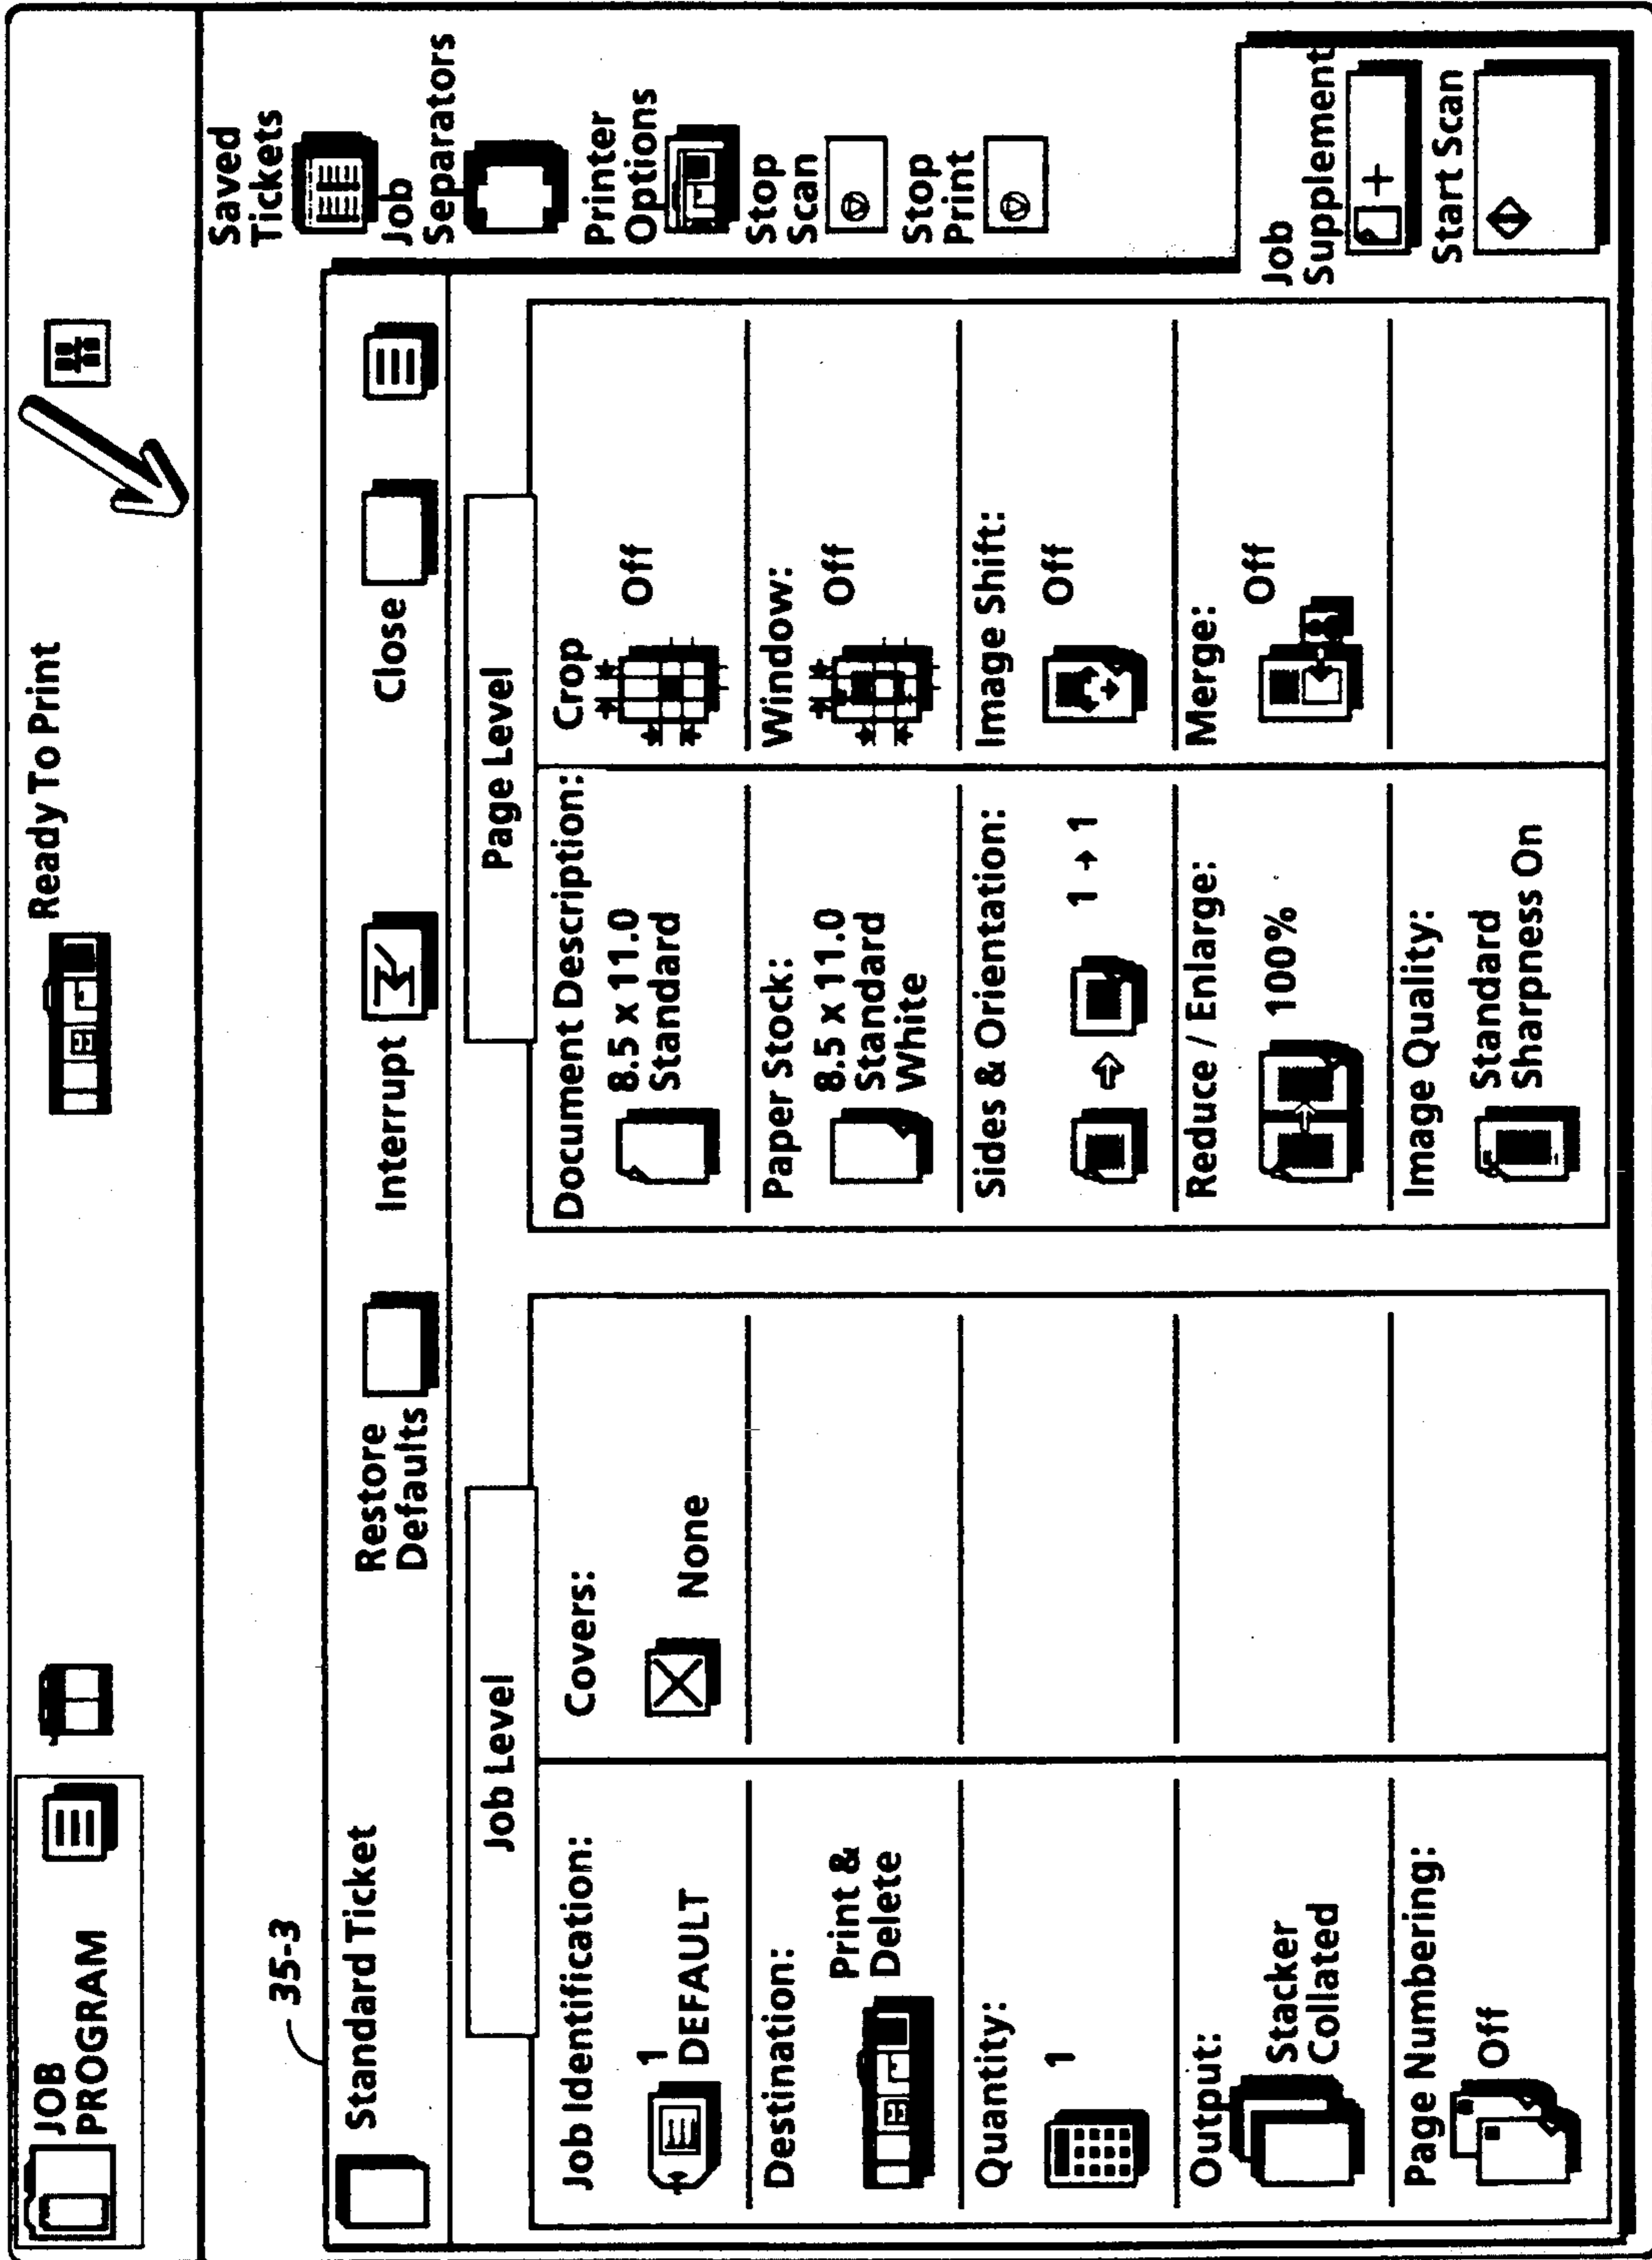 JOB
PROGRAM
Ready To Print
35-3
Standard Ticket
Restore
Defaults
Interrupt
Close
Job Level
Job Identification:
1
DEFAULT
Destination:
Print &
Delete
Quantity:
1
Output:
Stacker
Collated
Page Numbering:
Off
Covers:
None
Page Level
Document Description:
8.5 x 11.0
Standard
Paper Stock:
8.5 x 11.0
Standard
White
Sides & Orientation:
1 → 1
Reduce / Enlarge:
100%
Image Quality:
Standard
Sharpness On
Crop
Off
Window:
Off
Image Shift:
Off
Merge:
Off
Saved
Tickets
Job
Separators
Printer
Options
Stop
Scan
Stop
Print
Job
Supplement
Start Scan